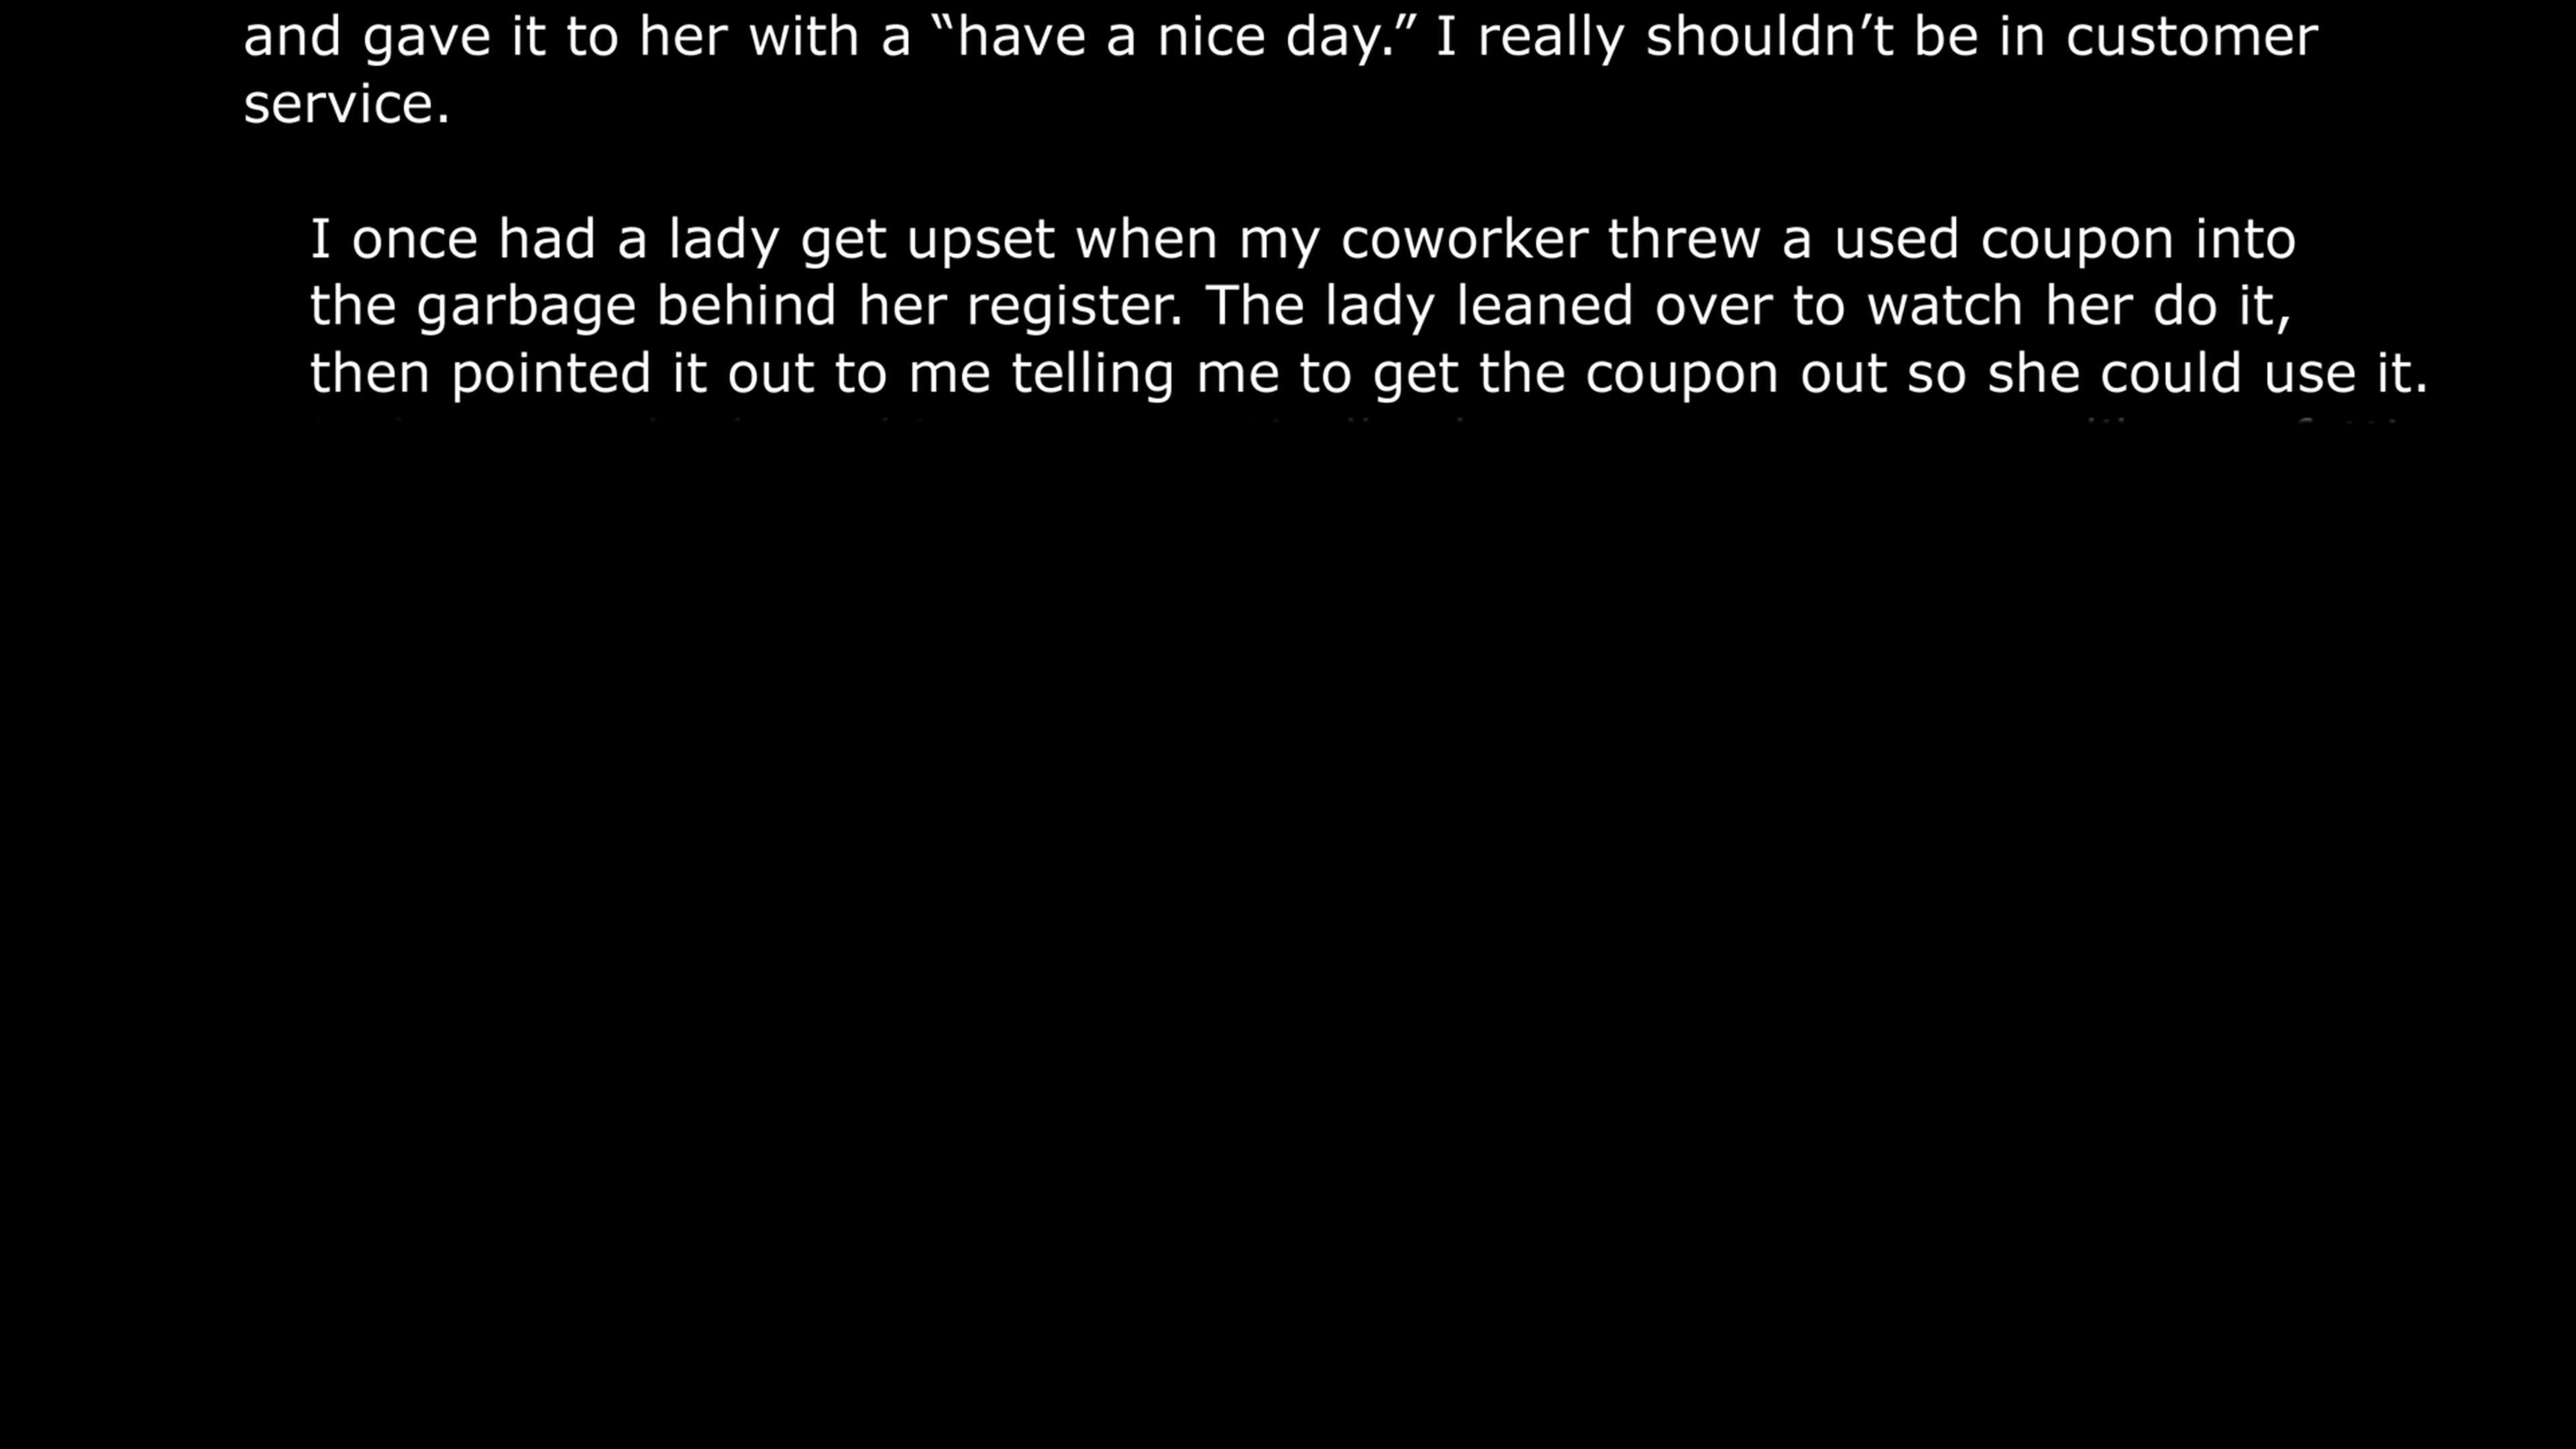 and gave it to her with a “have a nice day.” I really shouldn’t be in customer
service.
I once had a lady get upset when my coworker threw a used coupon into
the garbage behind her register. The lady leaned over to watch her do it,
then pointed it out to me telling me to get the coupon out so she could use it.